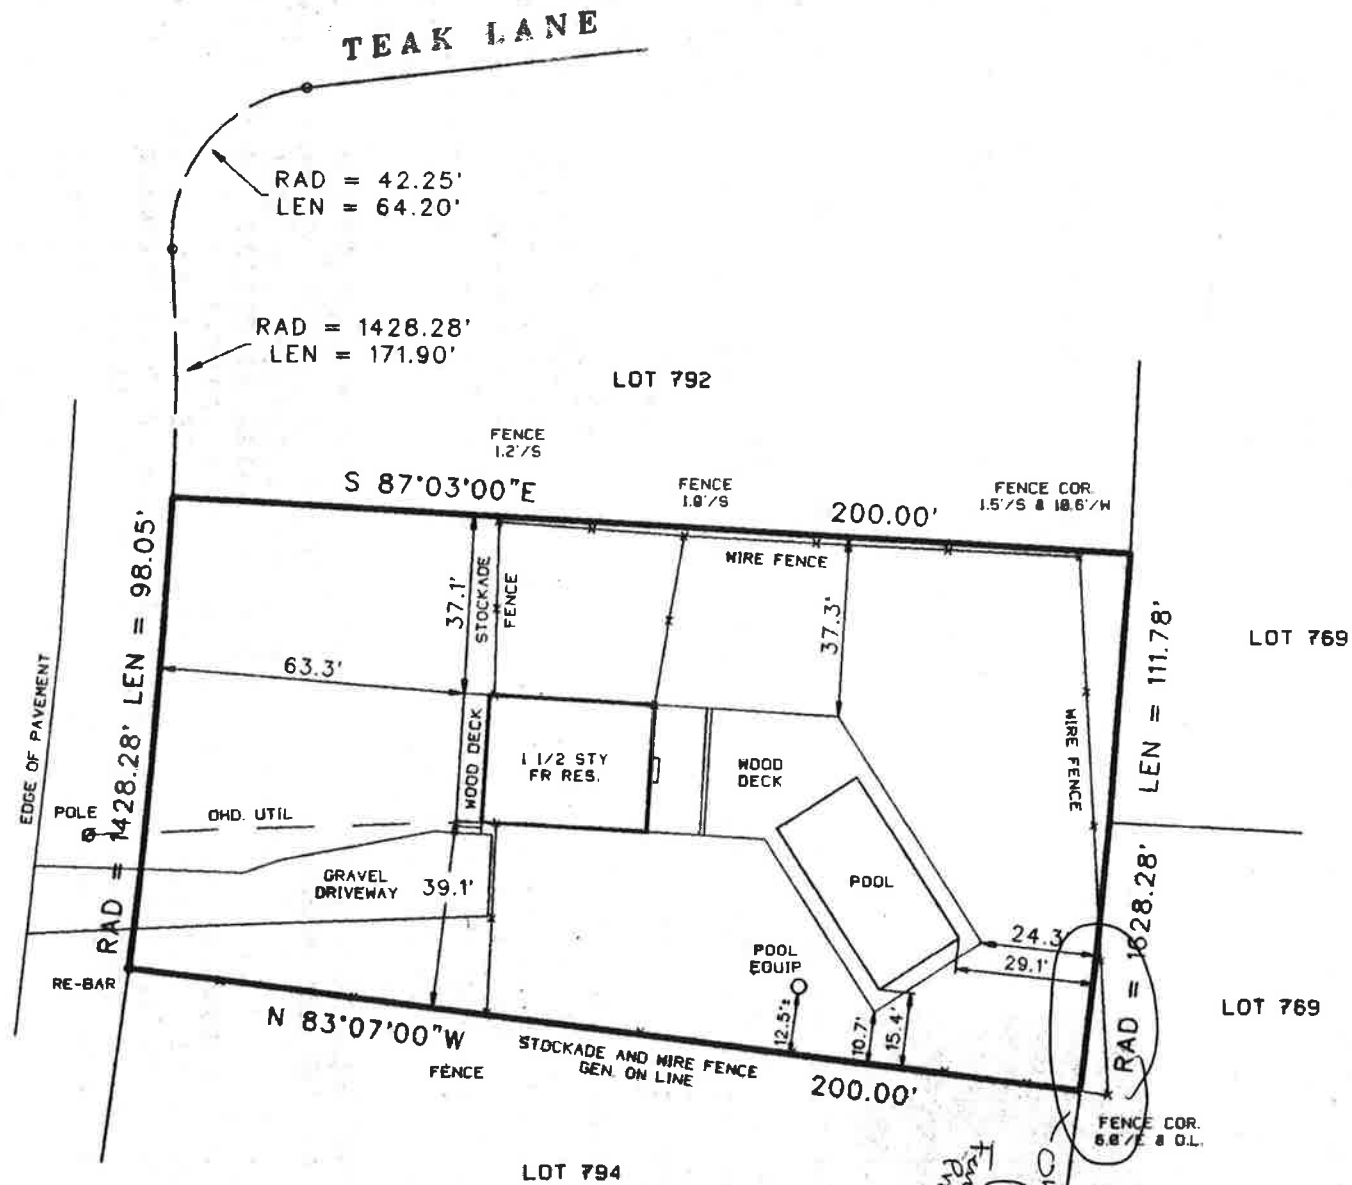 TEAK LANE
RAD = 42.25'
LEN = 64.20'
RAD = 1428.28'
LEN = 171.90'
LOT 792
FENCE
1.2'/S
S 87°03'00"E
FENCE
1.0'/S
200.00'
FENCE COR.
1.5'/S & 10.6'/W
WIRE FENCE
STOCKADE
FENCE
37.1'
37.3'
63.3'
RAD = 1428.28' LEN = 98.05'
LEN = 111.78'
LOT 769
EDGE OF PAVEMENT
WOOD DECK
1 1/2 STY
FR RES.
WOOD
DECK
WIRE FENCE
POLE
OHD. UTIL
GRAVEL
DRIVEWAY
39.1'
POOL
POOL
EQUIP
24.3'
29.1'
RAD = 1628.28'
RE-BAR
12.5'±
10.7'
15.4'
LOT 769
N 83°07'00"W
FENCE
STOCKADE AND WIRE FENCE
GEN. ON LINE
200.00'
FENCE COR.
6.0'/E & O.L.
LOT 794